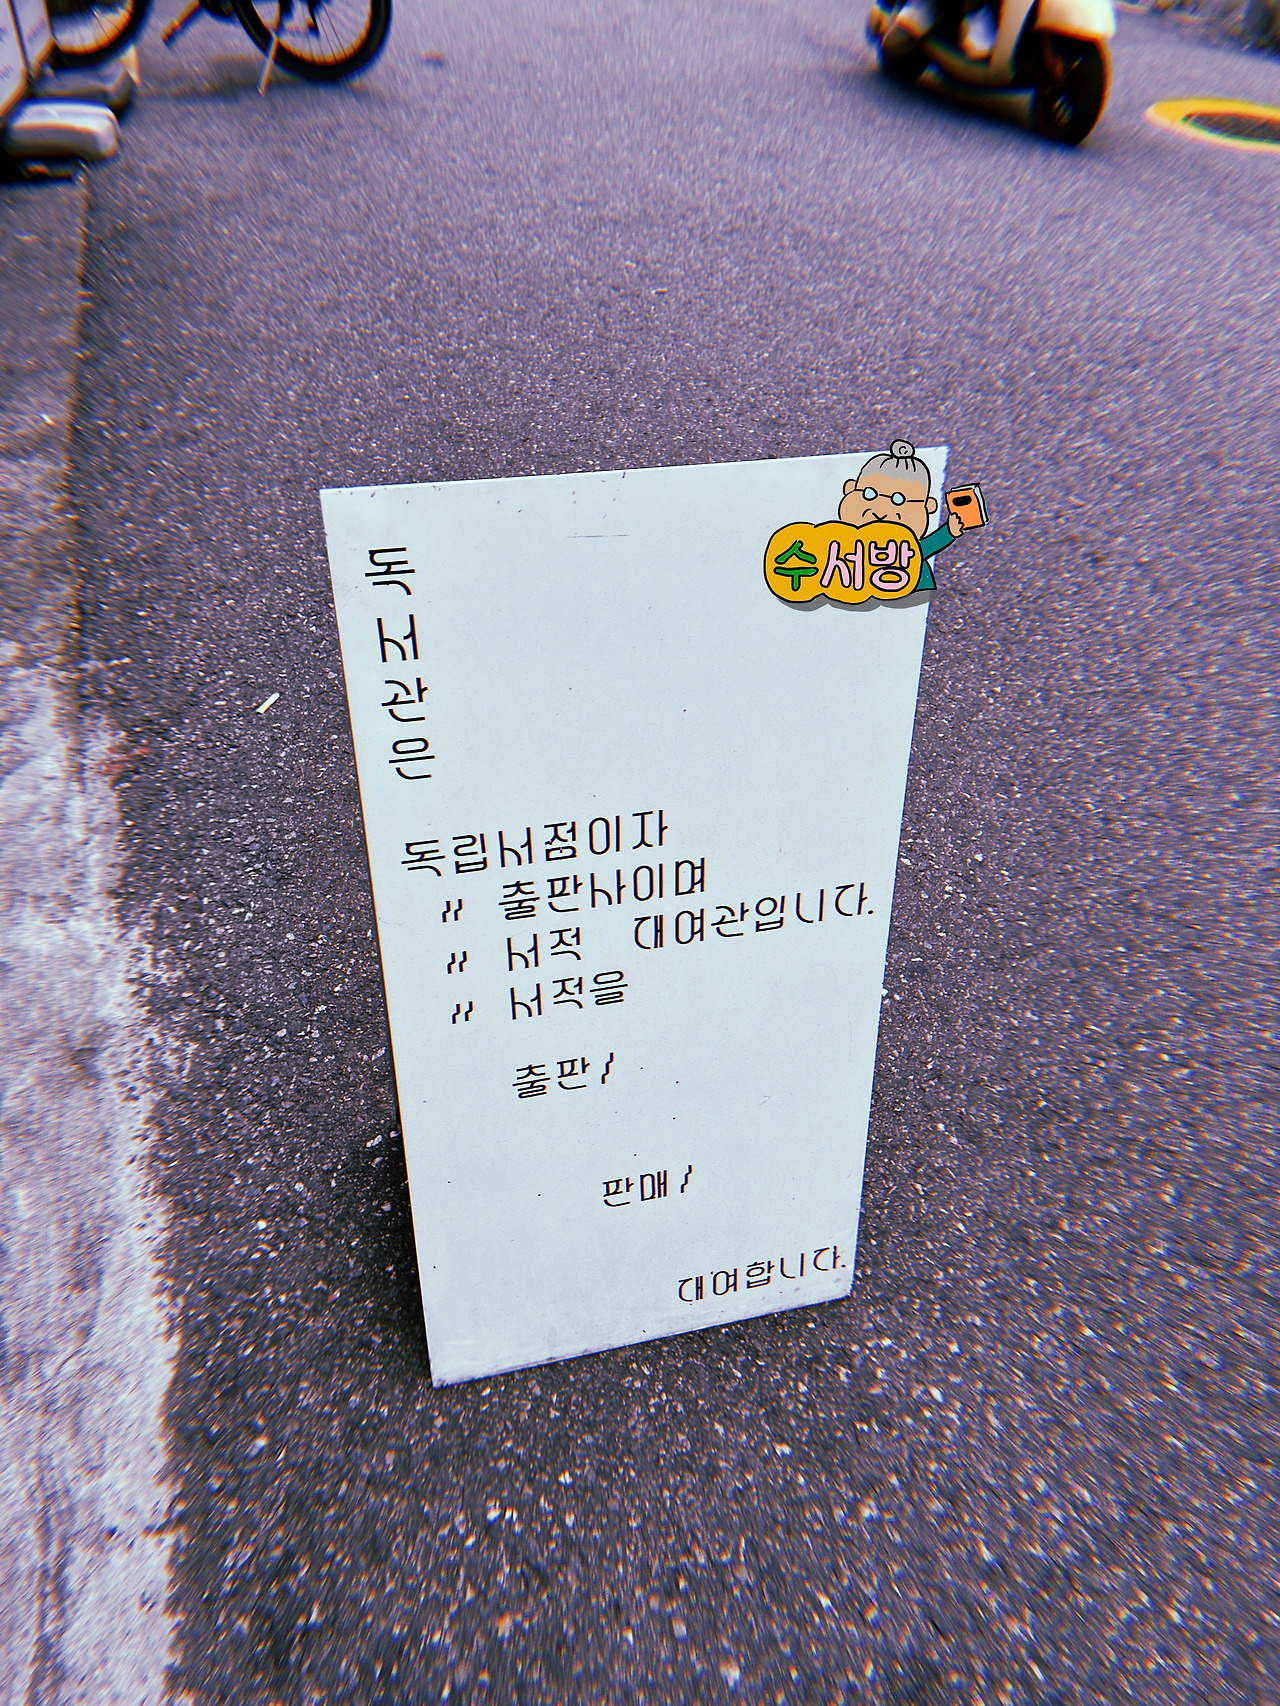 수서방
독서관은
독립서점이자
〃 출판사이며
〃 서적 대여관입니다.
〃 서적을
출판/
판매/
대여합니다.